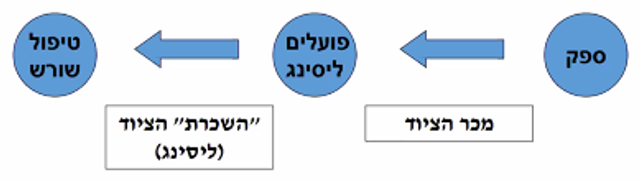 ספק
פועלים
ליסינג
טיפול
שורש
מכר הציוד
"השכרת" הציוד
(ליסינג)